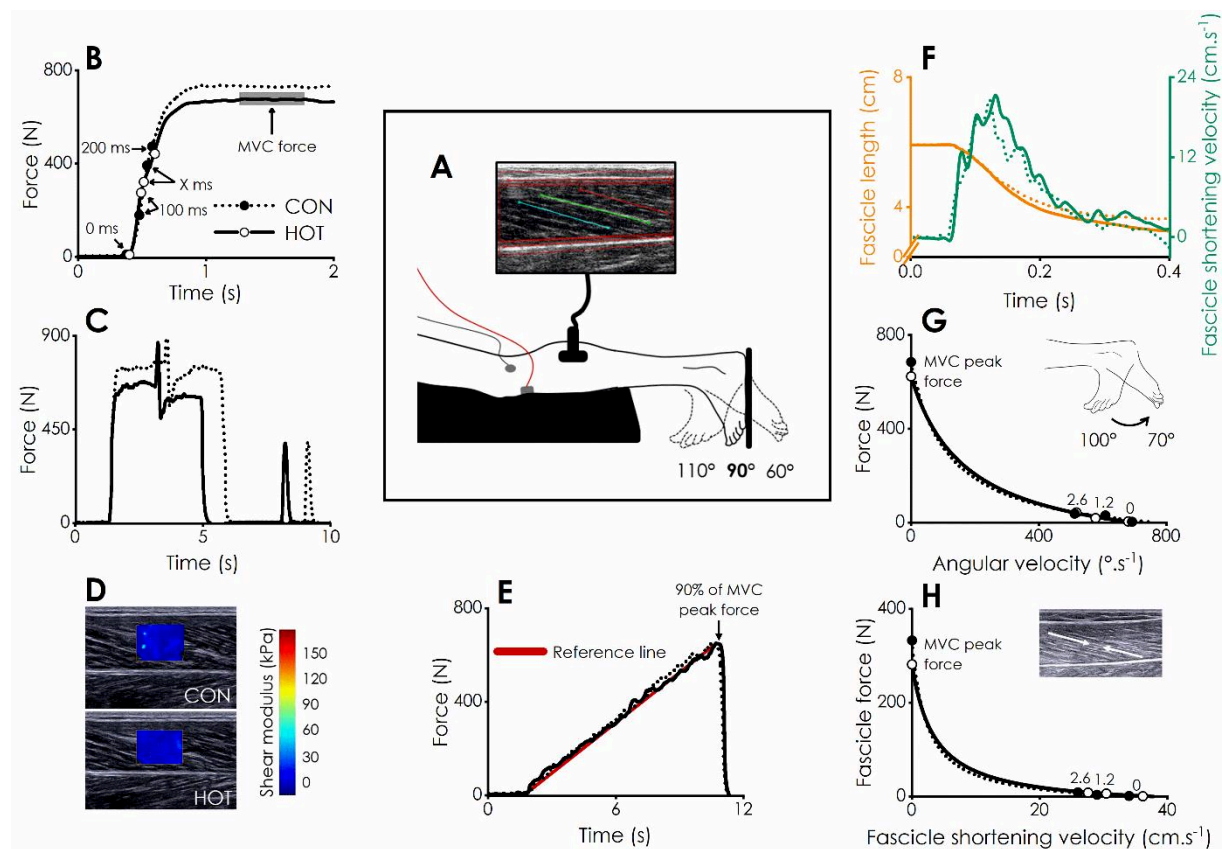 B
800
400
0
Force (N)
200 ms
X ms
100 ms
0 ms
MVC force
CON
HOT
0
1
2
Time (s)
C
900
450
0
Force (N)
0
5
10
Time (s)
D
CON
HOT
Shear modulus (kPa)
150
120
90
60
30
0
A
110° 90° 60°
E
800
400
0
Force (N)
Reference line
90% of MVC
peak force
0
6
12
Time (s)
F
8
4
0
Fascicle length (cm)
24
12
0
Fascicle shortening velocity (cm.s⁻¹)
0.0
0.2
0.4
Time (s)
G
800
400
0
Force (N)
MVC peak
force
100° 70°
2.6 1.2 0
0
400
800
Angular velocity (°.s⁻¹)
H
400
200
0
Fascicle force (N)
MVC peak
force
2.6 1.2 0
0
20
40
Fascicle shortening velocity (cm.s⁻¹)